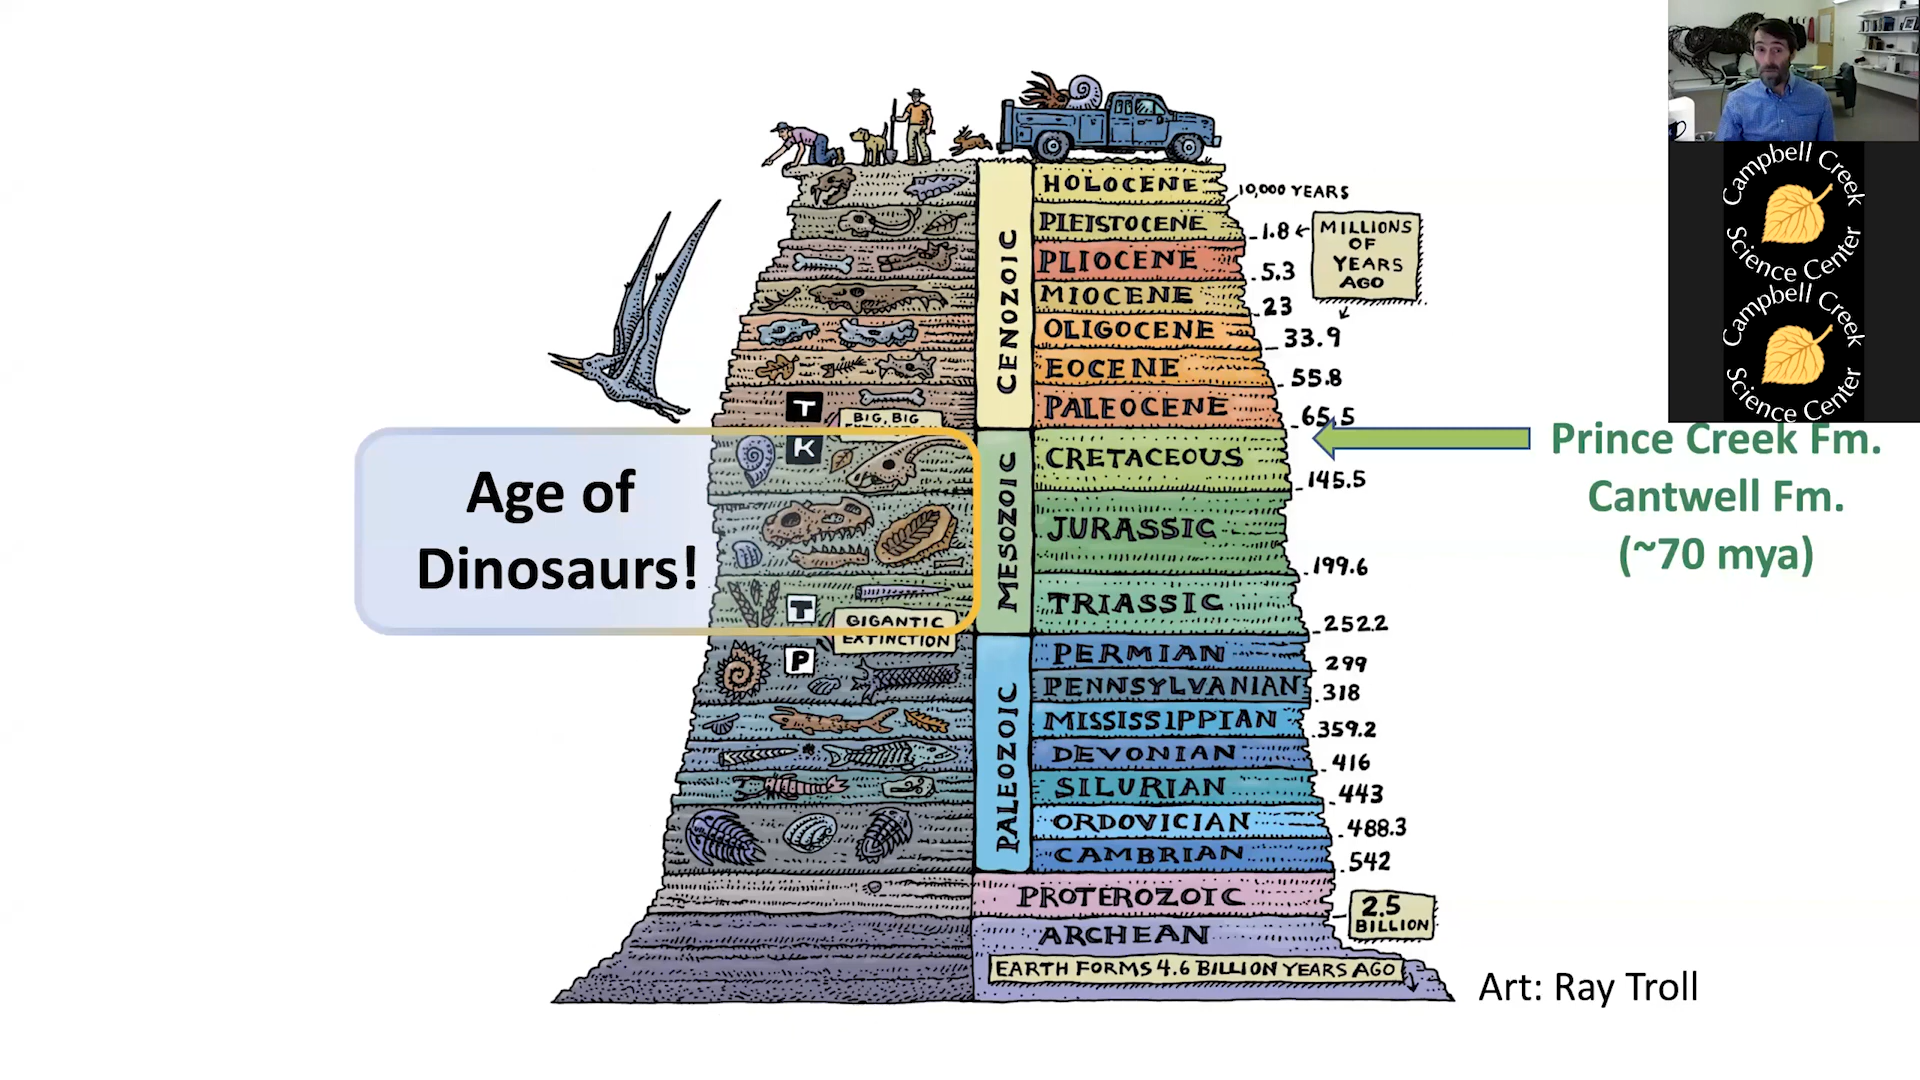 HOLOCENE
10,000 YEARS
PLEISTOCENE
1.8
MILLIONS
OF
YEARS
AGO
PLIOCENE
5.3
MIOCENE
23
OLIGOCENE
33.9
EOCENE
55.8
PALEOCENE
65.5
CENOZOIC
T
BIG, BIG
K
Age of
Dinosaurs!
MESOZOIC
CRETACEOUS
145.5
JURASSIC
199.6
TRIASSIC
252.2
T
GIGANTIC
EXTINCTION
P
PALEOZOIC
PERMIAN
299
PENNSYLVANIAN
318
MISSISSIPPIAN
359.2
DEVONIAN
416
SILURIAN
443
ORDOVICIAN
488.3
CAMBRIAN
542
PROTEROZOIC
2.5
BILLION
ARCHEAN
EARTH FORMS 4.6 BILLION YEARS AGO
Prince Creek Fm.
Cantwell Fm.
(~70 mya)
Art: Ray Troll
Campbell Creek
Science Center
Campbell Creek
Science Center